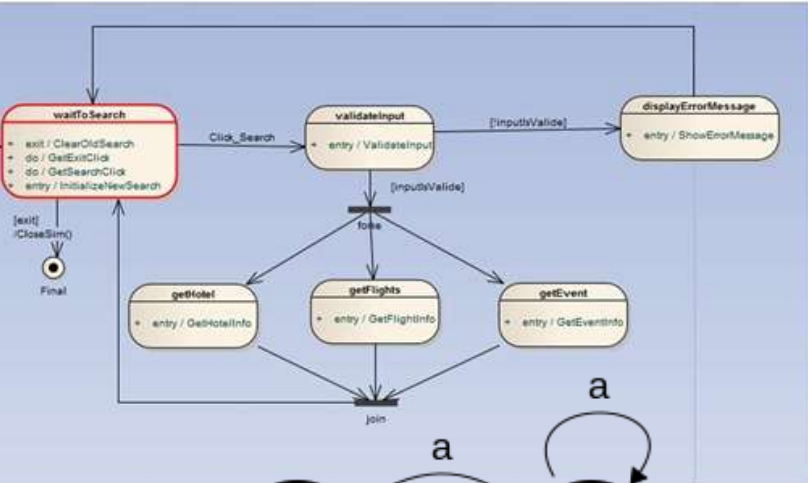 waitToSearch
+ exit / ClearOldSearch
+ do / GetExitClick
+ do / GetSearchClick
+ entry / InitializeNewSearch
Click_Search
validateInput
+ entry / ValidateInput
[!inputIsValide]
displayErrorMessage
+ entry / ShowErrorMessage
[inputIsValide]
[exit]
/CloseSim()
Final
getHotel
+ entry / GetHotelInfo
getFlights
+ entry / GetFlightInfo
getEvent
+ entry / GetEventInfo
join
a
a